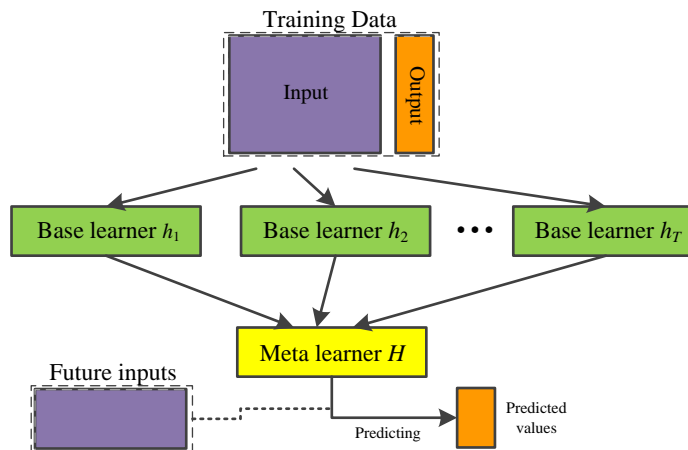 Training Data
Input
Output
Base learner h1
Base learner h2
•••
Base learner hT
Meta learner H
Future inputs
Predicting
Predicted
values